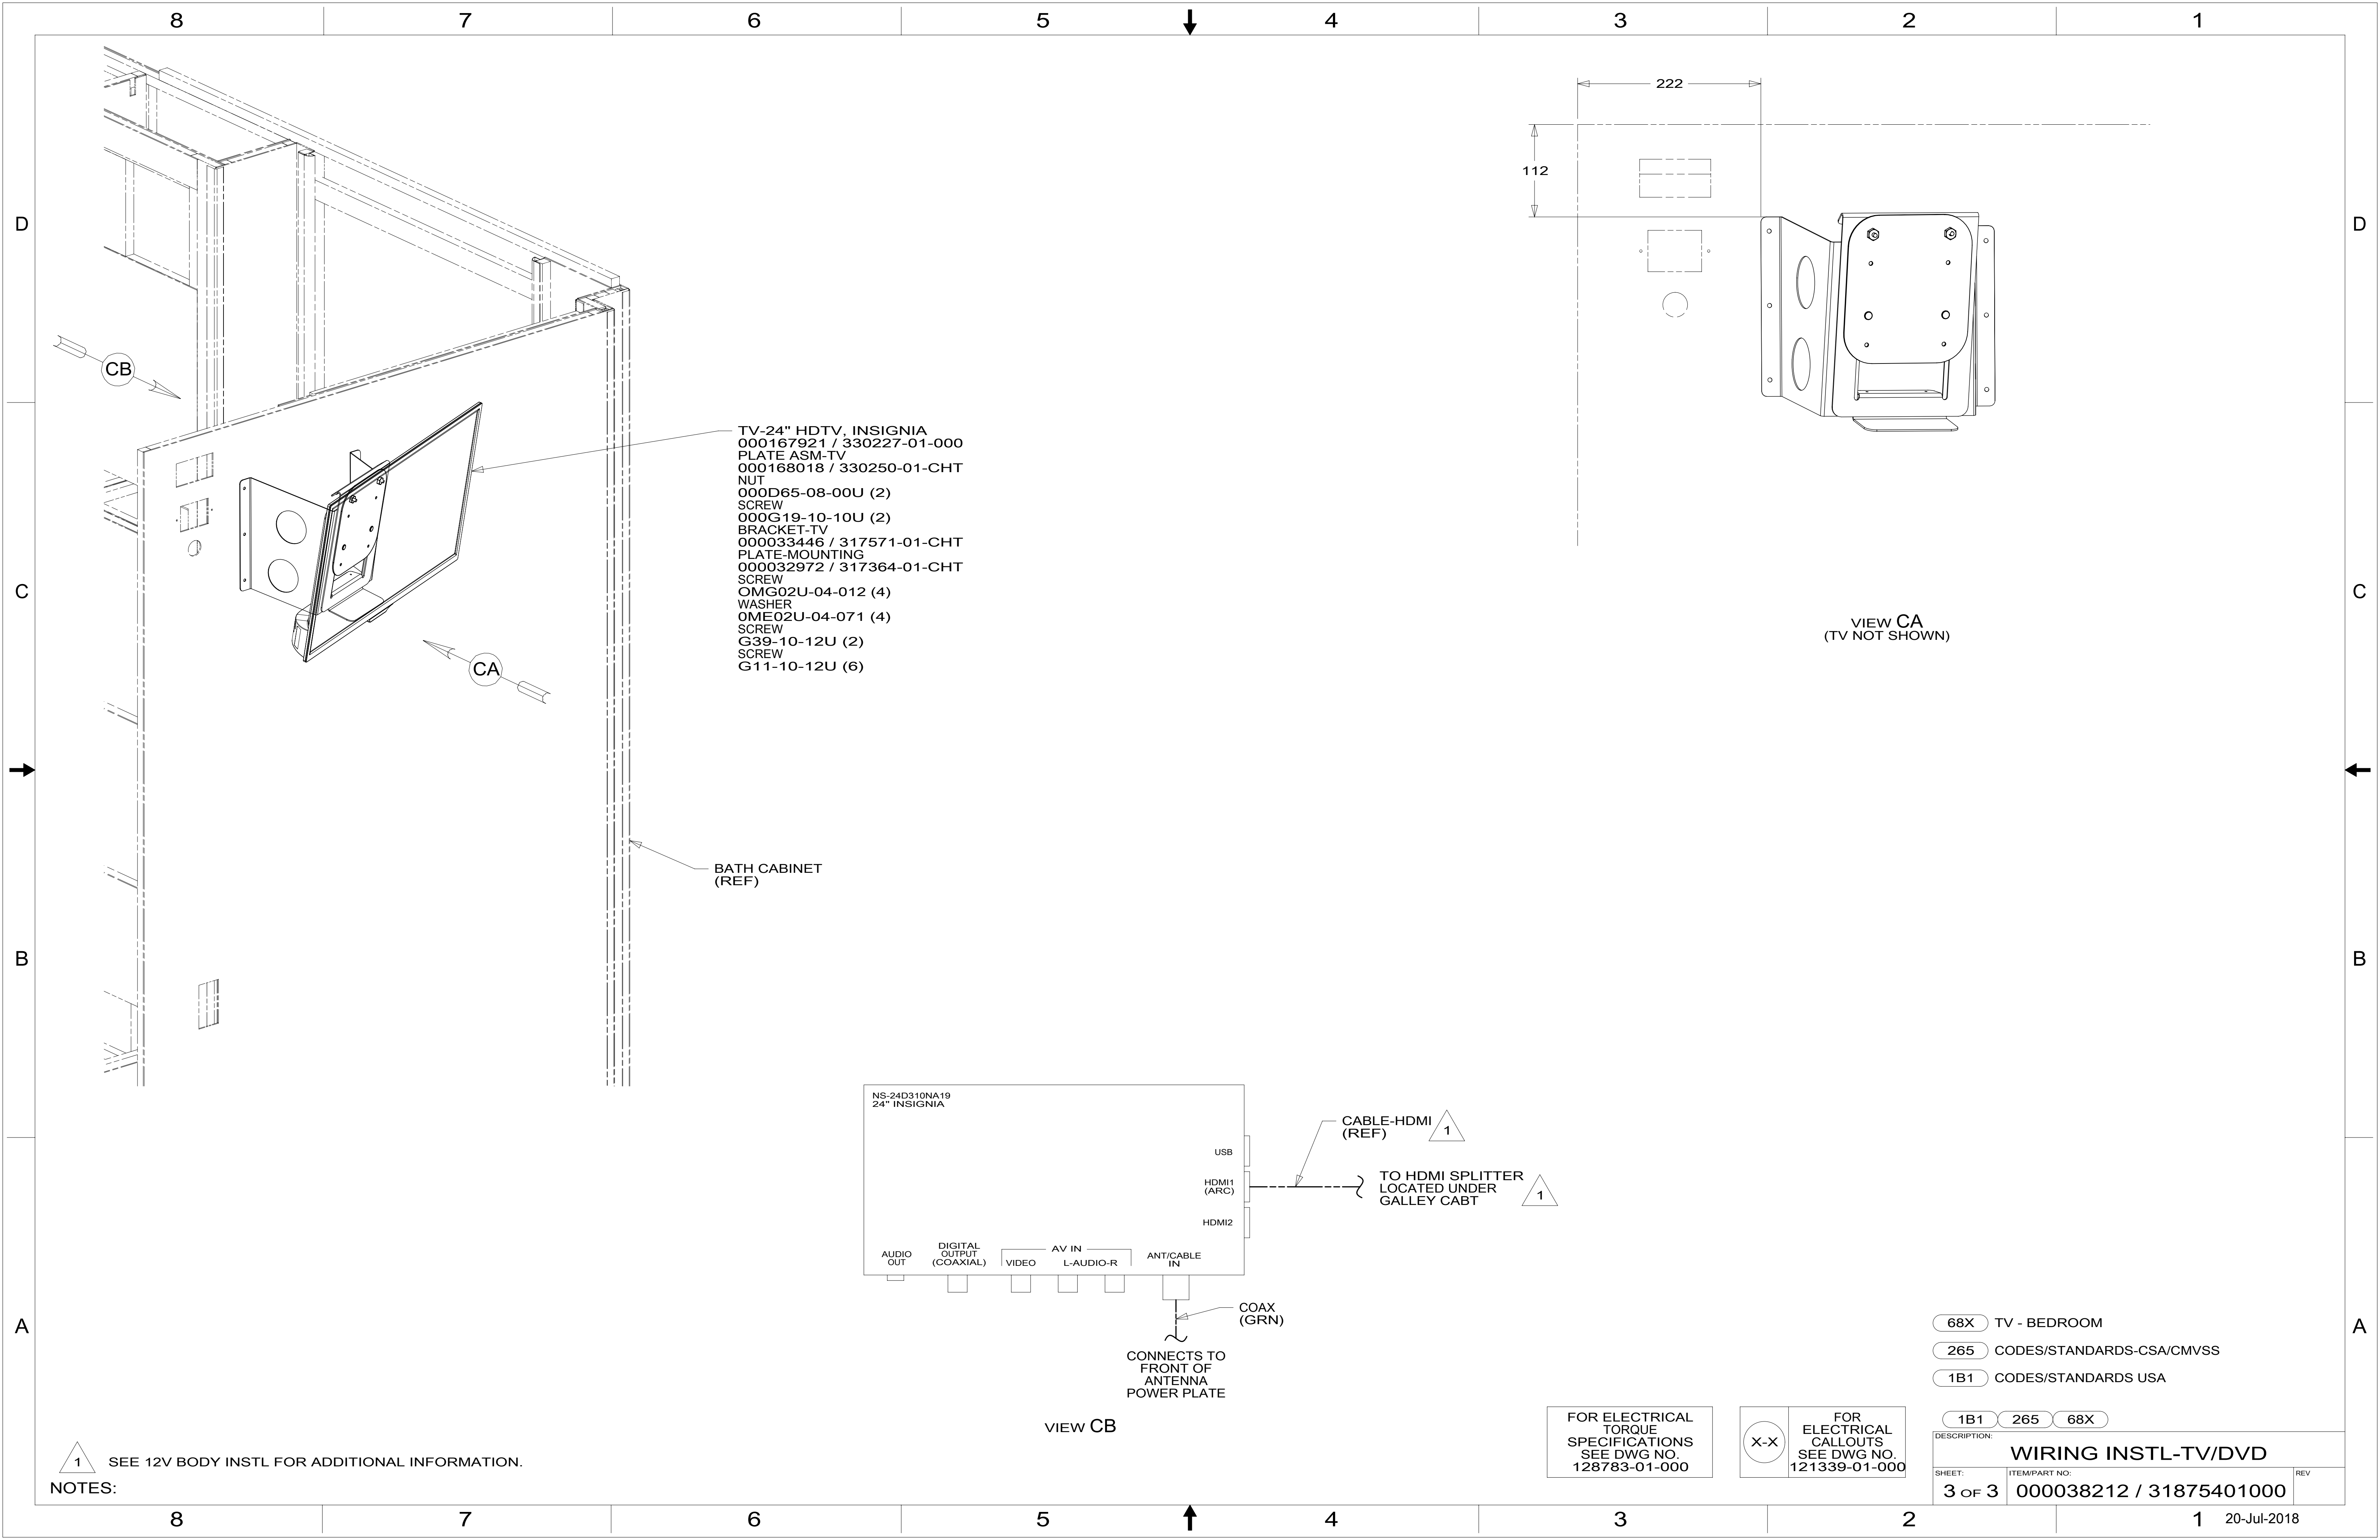 8 7 6 5 4 3 2 1
D
D
C
C
B
B
A
A
222
112
CB
CA
TV-24" HDTV, INSIGNIA
000167921 / 330227-01-000
PLATE ASM-TV
000168018 / 330250-01-CHT
NUT
000D65-08-00U (2)
SCREW
000G19-10-10U (2)
BRACKET-TV
000033446 / 317571-01-CHT
PLATE-MOUNTING
000032972 / 317364-01-CHT
SCREW
OMG02U-04-012 (4)
WASHER
0ME02U-04-071 (4)
SCREW
G39-10-12U (2)
SCREW
G11-10-12U (6)
VIEW CA
(TV NOT SHOWN)
BATH CABINET
(REF)
NS-24D310NA19
24" INSIGNIA
USB
HDMI1
(ARC)
HDMI2
AUDIO
OUT
DIGITAL
OUTPUT
(COAXIAL)
AV IN
VIDEO
L-AUDIO-R
ANT/CABLE
IN
CABLE-HDMI
(REF)
1
TO HDMI SPLITTER
LOCATED UNDER
GALLEY CABT
1
COAX
(GRN)
CONNECTS TO
FRONT OF
ANTENNA
POWER PLATE
VIEW CB
68X TV - BEDROOM
265 CODES/STANDARDS-CSA/CMVSS
1B1 CODES/STANDARDS USA
1B1 265 68X
FOR ELECTRICAL
TORQUE
SPECIFICATIONS
SEE DWG NO.
128783-01-000
X-X
FOR
ELECTRICAL
CALLOUTS
SEE DWG NO.
121339-01-000
DESCRIPTION:
WIRING INSTL-TV/DVD
SHEET:
3 OF 3
ITEM/PART NO:
000038212 / 31875401000
REV
1 SEE 12V BODY INSTL FOR ADDITIONAL INFORMATION.
NOTES:
8 7 6 5 4 3 2 1
20-Jul-2018